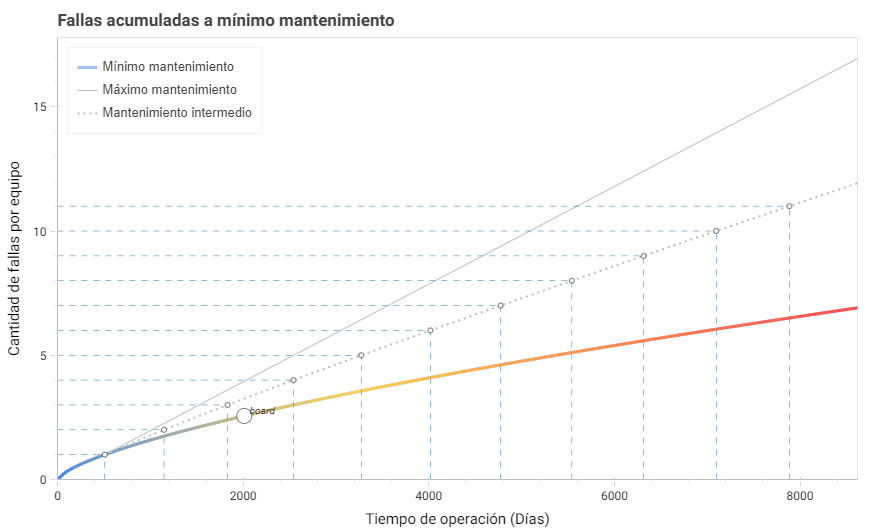 Fallas acumuladas a mínimo mantenimiento
Mínimo mantenimiento
Máximo mantenimiento
Mantenimiento intermedio
Cantidad de fallas por equipo
15
10
5
0
board
0
2000
4000
6000
8000
Tiempo de operación (Días)